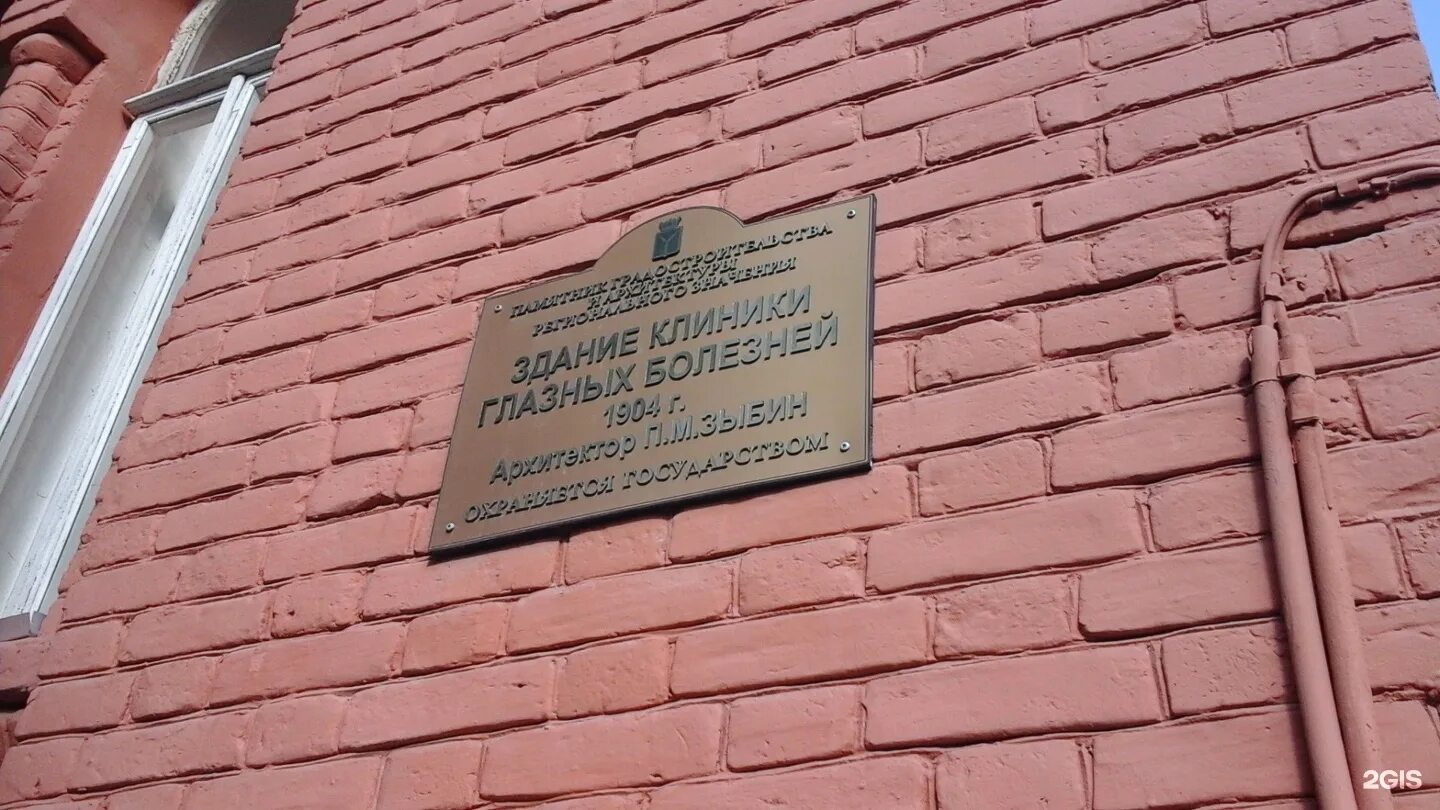 ПАМЯТНИК ГРАДОСТРОИТЕЛЬСТВА
И АРХИТЕКТУРЫ
РЕГИОНАЛЬНОГО ЗНАЧЕНИЯ
ЗДАНИЕ КЛИНИКИ
ГЛАЗНЫХ БОЛЕЗНЕЙ
1904 г.
АРХИТЕКТОР П.М.ЗЫБИН
ОХРАНЯЕТСЯ ГОСУДАРСТВОМ
2GIS